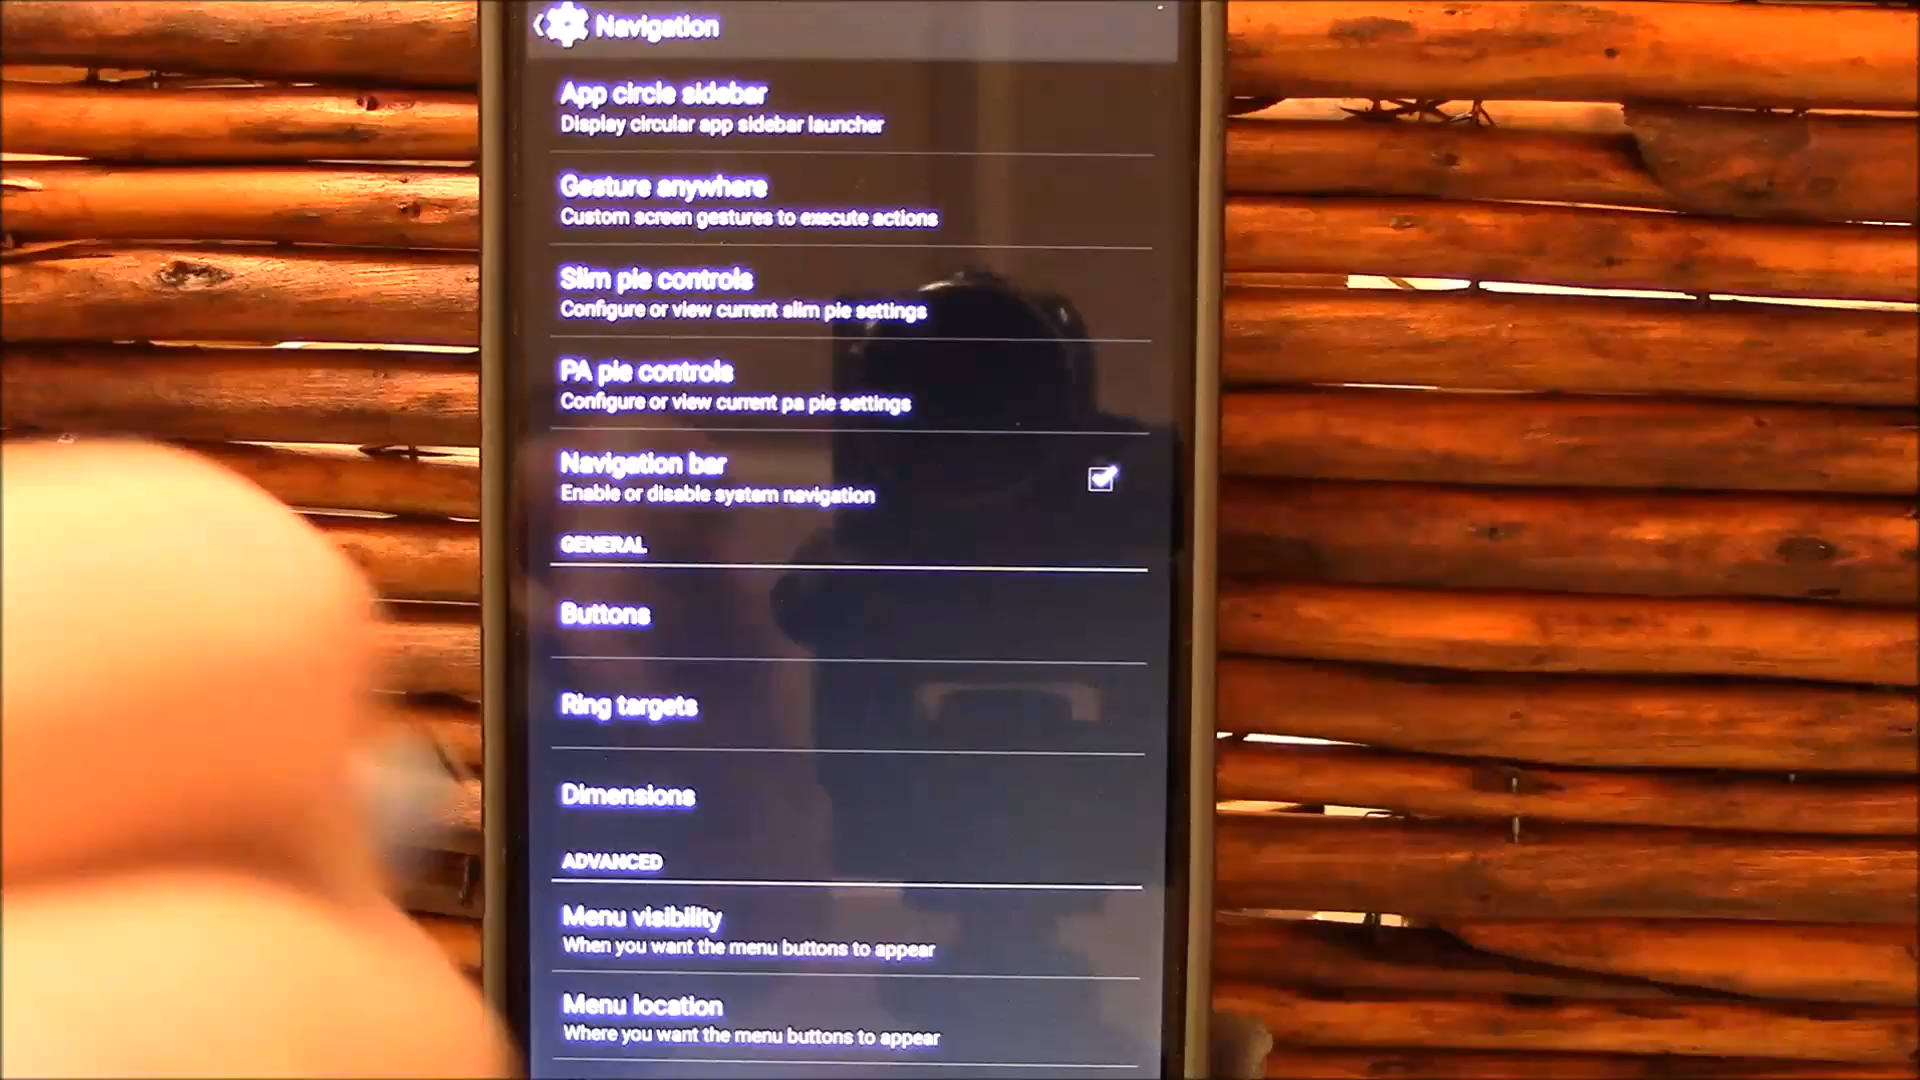 Navigation
App circle sidebar
Display circular app sidebar launcher
Gesture anywhere
Custom screen gestures to execute actions
Slim pie controls
Configure or view current slim pie settings
PA pie controls
Configure or view current pa pie settings
Navigation bar
Enable or disable system navigation
GENERAL
Buttons
Ring targets
Dimensions
ADVANCED
Menu visibility
When you want the menu buttons to appear
Menu location
Where you want the menu buttons to appear